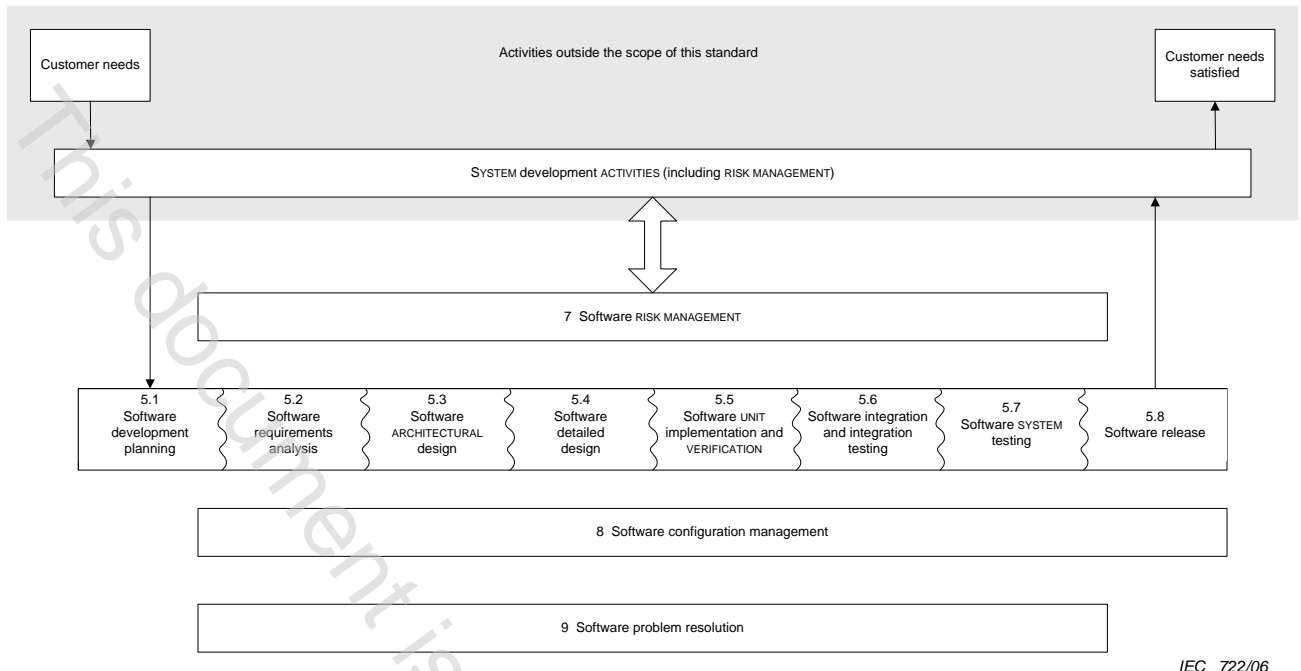 Activities outside the scope of this standard
Customer needs
Customer needs
satisfied
SYSTEM development ACTIVITIES (including RISK MANAGEMENT)
7 Software RISK MANAGEMENT
5.1
Software
development
planning
5.2
Software
requirements
analysis
5.3
Software
ARCHITECTURAL
design
5.4
Software
detailed
design
5.5
Software UNIT
implementation and
VERIFICATION
5.6
Software integration
and integration
testing
5.7
Software SYSTEM
testing
5.8
Software release
8 Software configuration management
9 Software problem resolution
IEC 722/06
This document is